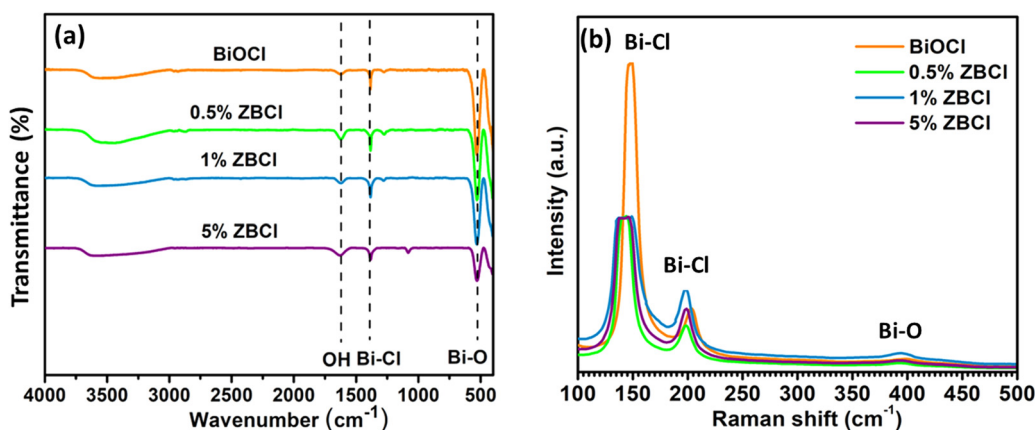 (a)
BiOCl
0.5% ZBCl
1% ZBCl
5% ZBCl
OH
Bi-Cl
Bi-O
Transmittance (%)
4000 3500 3000 2500 2000 1500 1000 500
Wavenumber (cm⁻¹)
(b)
Bi-Cl
BiOCl
0.5% ZBCl
1% ZBCl
5% ZBCl
Bi-Cl
Bi-O
Intensity (a.u.)
100 150 200 250 300 350 400 450 500
Raman shift (cm⁻¹)